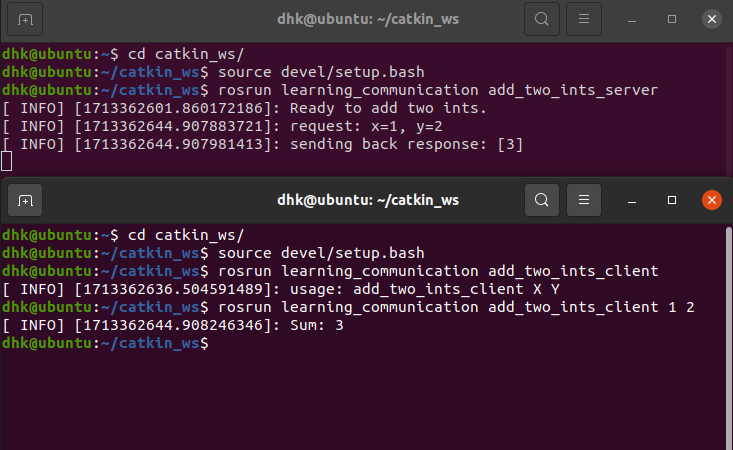 dhk@ubuntu: ~/catkin_ws
dhk@ubuntu:~$ cd catkin_ws/
dhk@ubuntu:~/catkin_ws$ source devel/setup.bash
dhk@ubuntu:~/catkin_ws$ rosrun learning_communication add_two_ints_server
[ INFO] [1713362601.860172186]: Ready to add two ints.
[ INFO] [1713362644.907883721]: request: x=1, y=2
[ INFO] [1713362644.907981413]: sending back response: [3]
dhk@ubuntu: ~/catkin_ws
dhk@ubuntu:~$ cd catkin_ws/
dhk@ubuntu:~/catkin_ws$ source devel/setup.bash
dhk@ubuntu:~/catkin_ws$ rosrun learning_communication add_two_ints_client
[ INFO] [1713362636.504591489]: usage: add_two_ints_client X Y
dhk@ubuntu:~/catkin_ws$ rosrun learning_communication add_two_ints_client 1 2
[ INFO] [1713362644.908246346]: Sum: 3
dhk@ubuntu:~/catkin_ws$